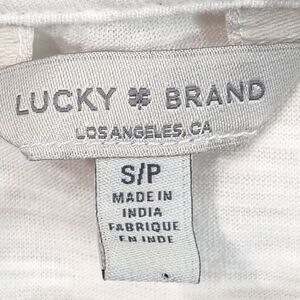 LUCKY BRAND
LOS ANGELES, CA
S/P
MADE IN
INDIA
FABRIQUE
EN INDE